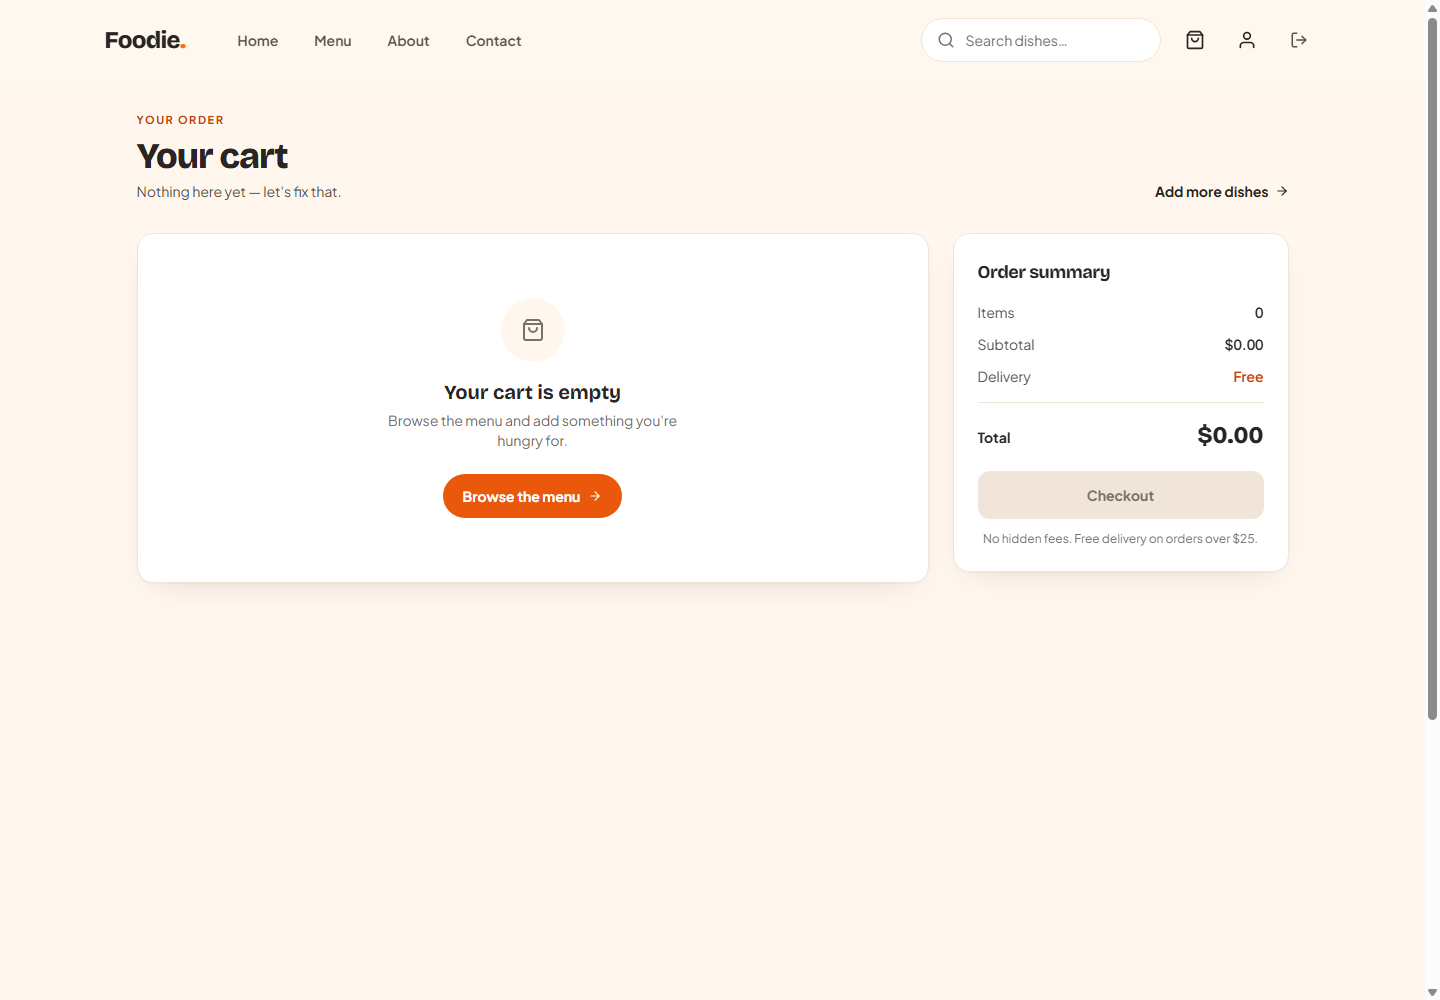 Foodie.
Home
Menu
About
Contact
Search dishes...
YOUR ORDER
Your cart
Nothing here yet — let's fix that.
Add more dishes →
Your cart is empty
Browse the menu and add something you're
hungry for.
Browse the menu →
Order summary
Items 0
Subtotal $0.00
Delivery Free
Total $0.00
Checkout
No hidden fees. Free delivery on orders over $25.